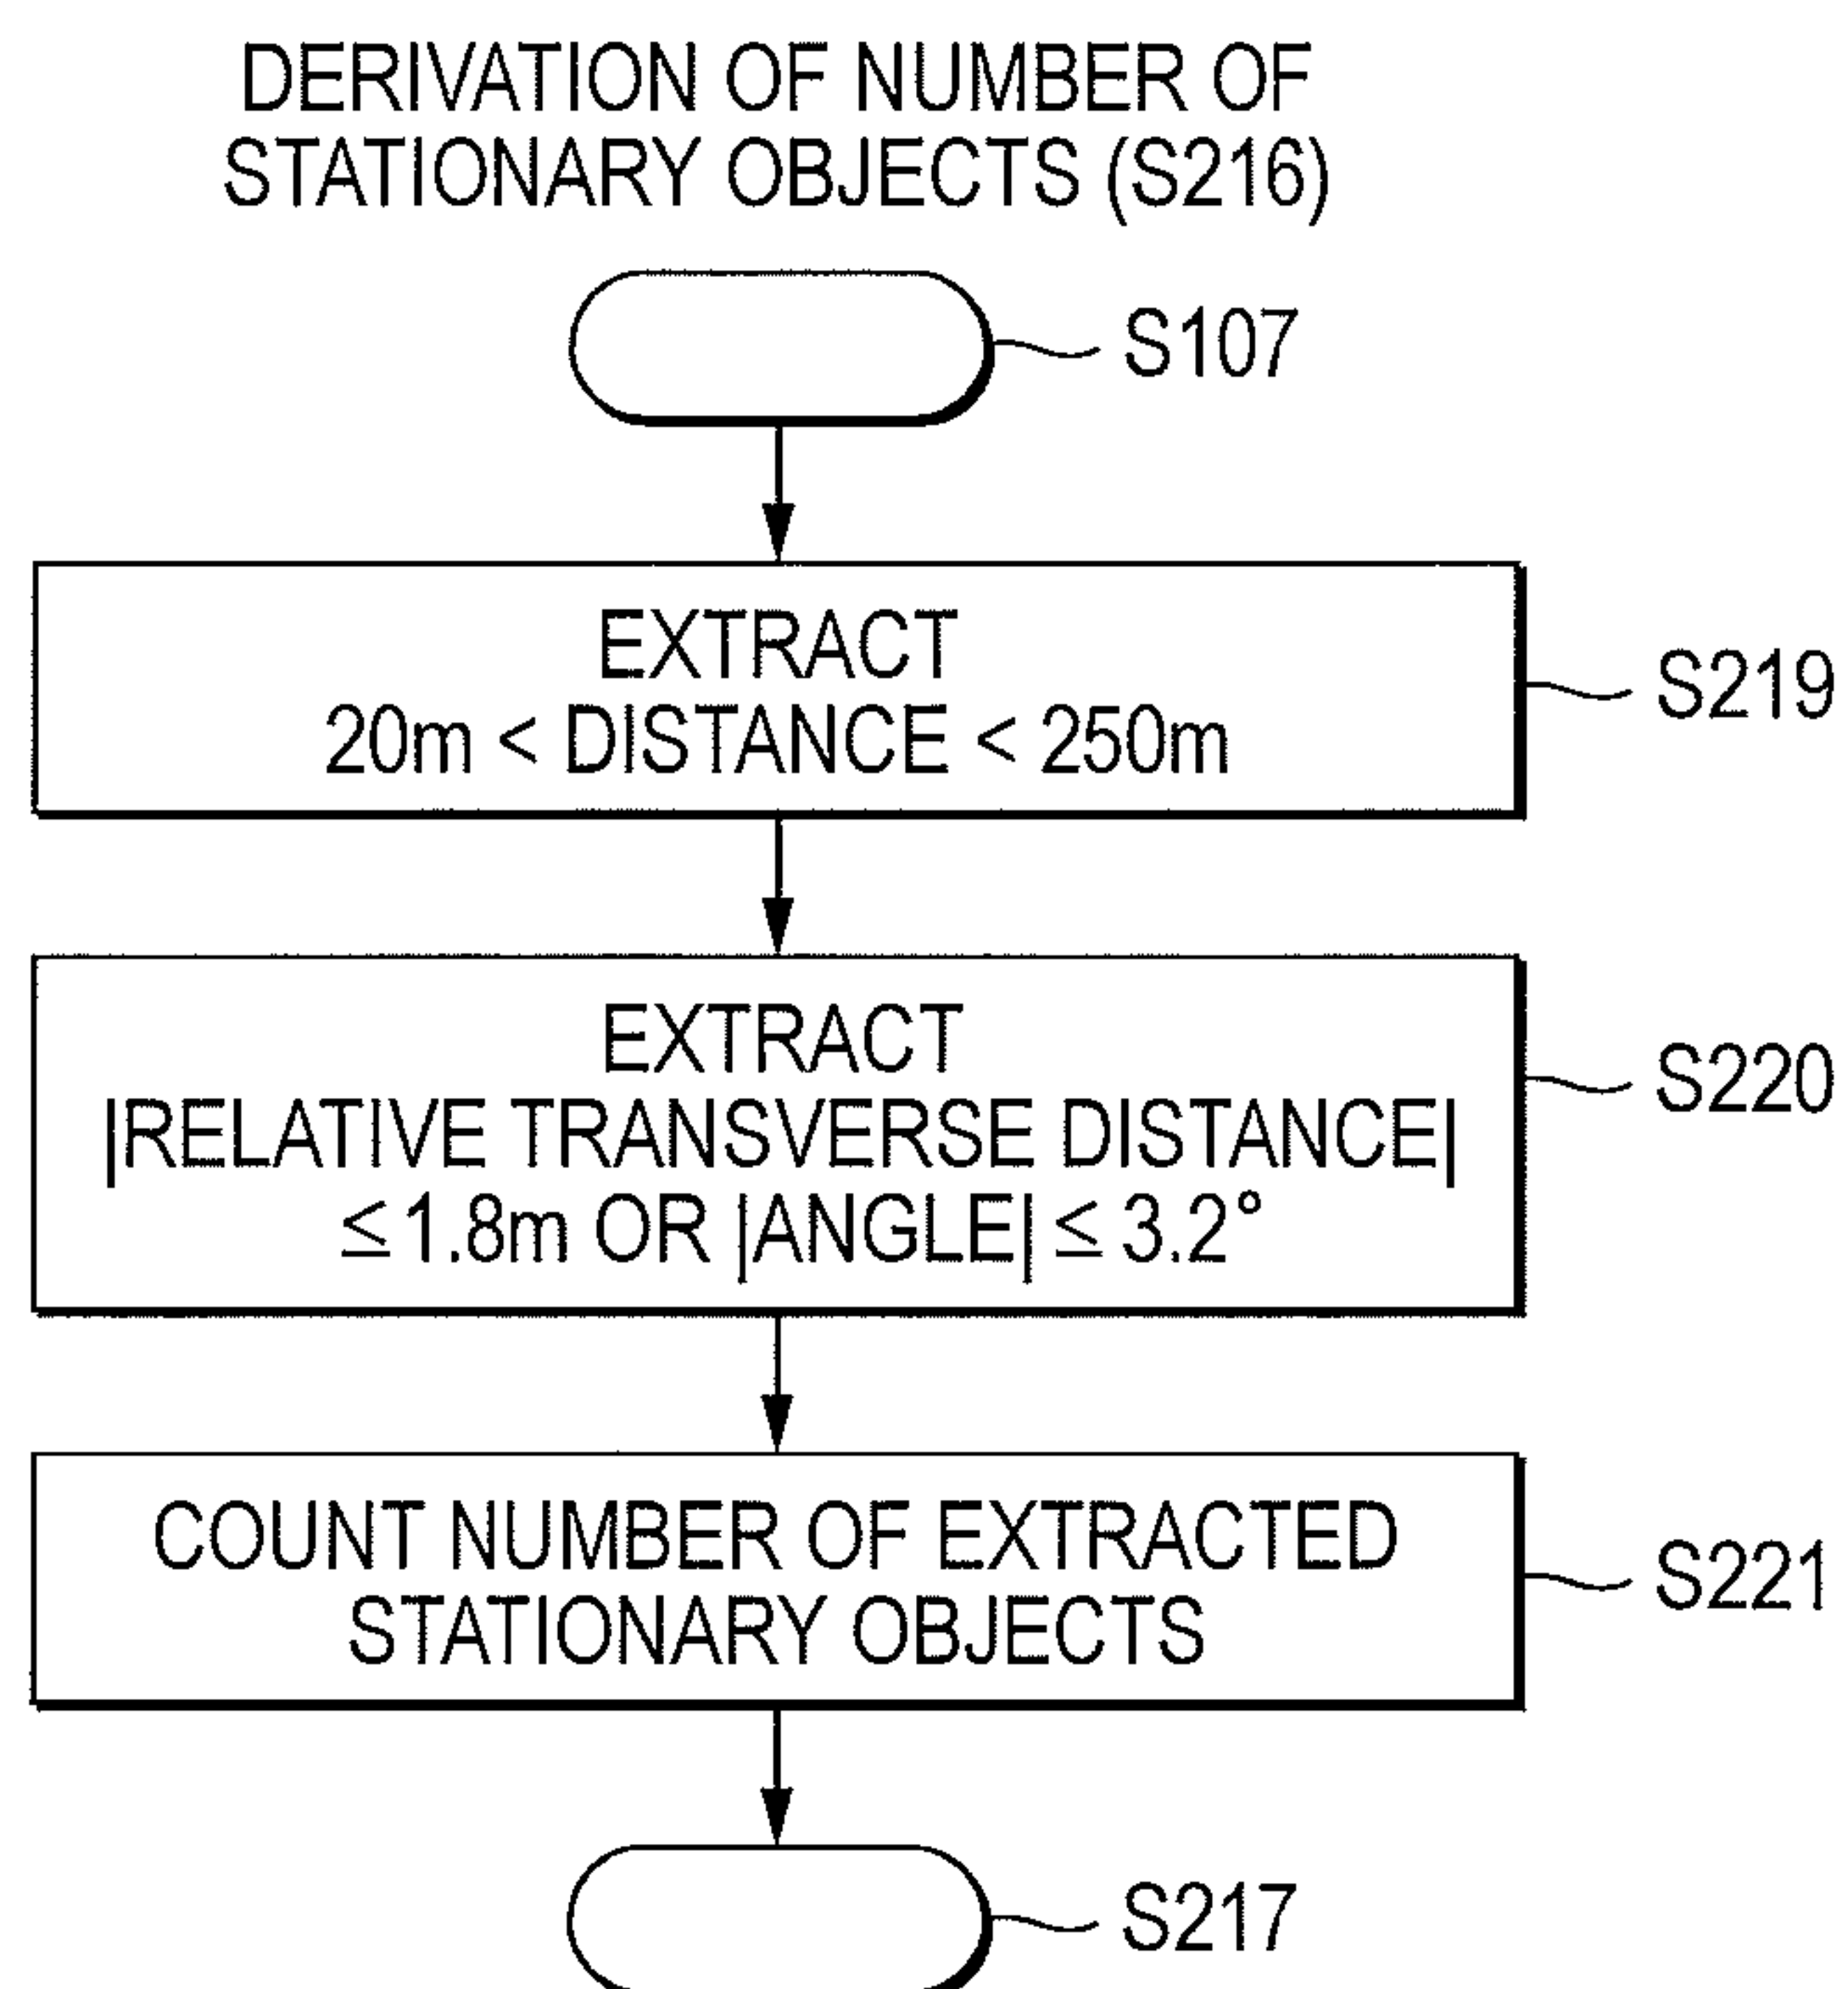 DERIVATION OF NUMBER OF
STATIONARY OBJECTS (S216)
S107
EXTRACT
20m < DISTANCE < 250m
S219
EXTRACT
|RELATIVE TRANSVERSE DISTANCE|
≤ 1.8m OR |ANGLE| ≤ 3.2°
S220
COUNT NUMBER OF EXTRACTED
STATIONARY OBJECTS
S221
S217